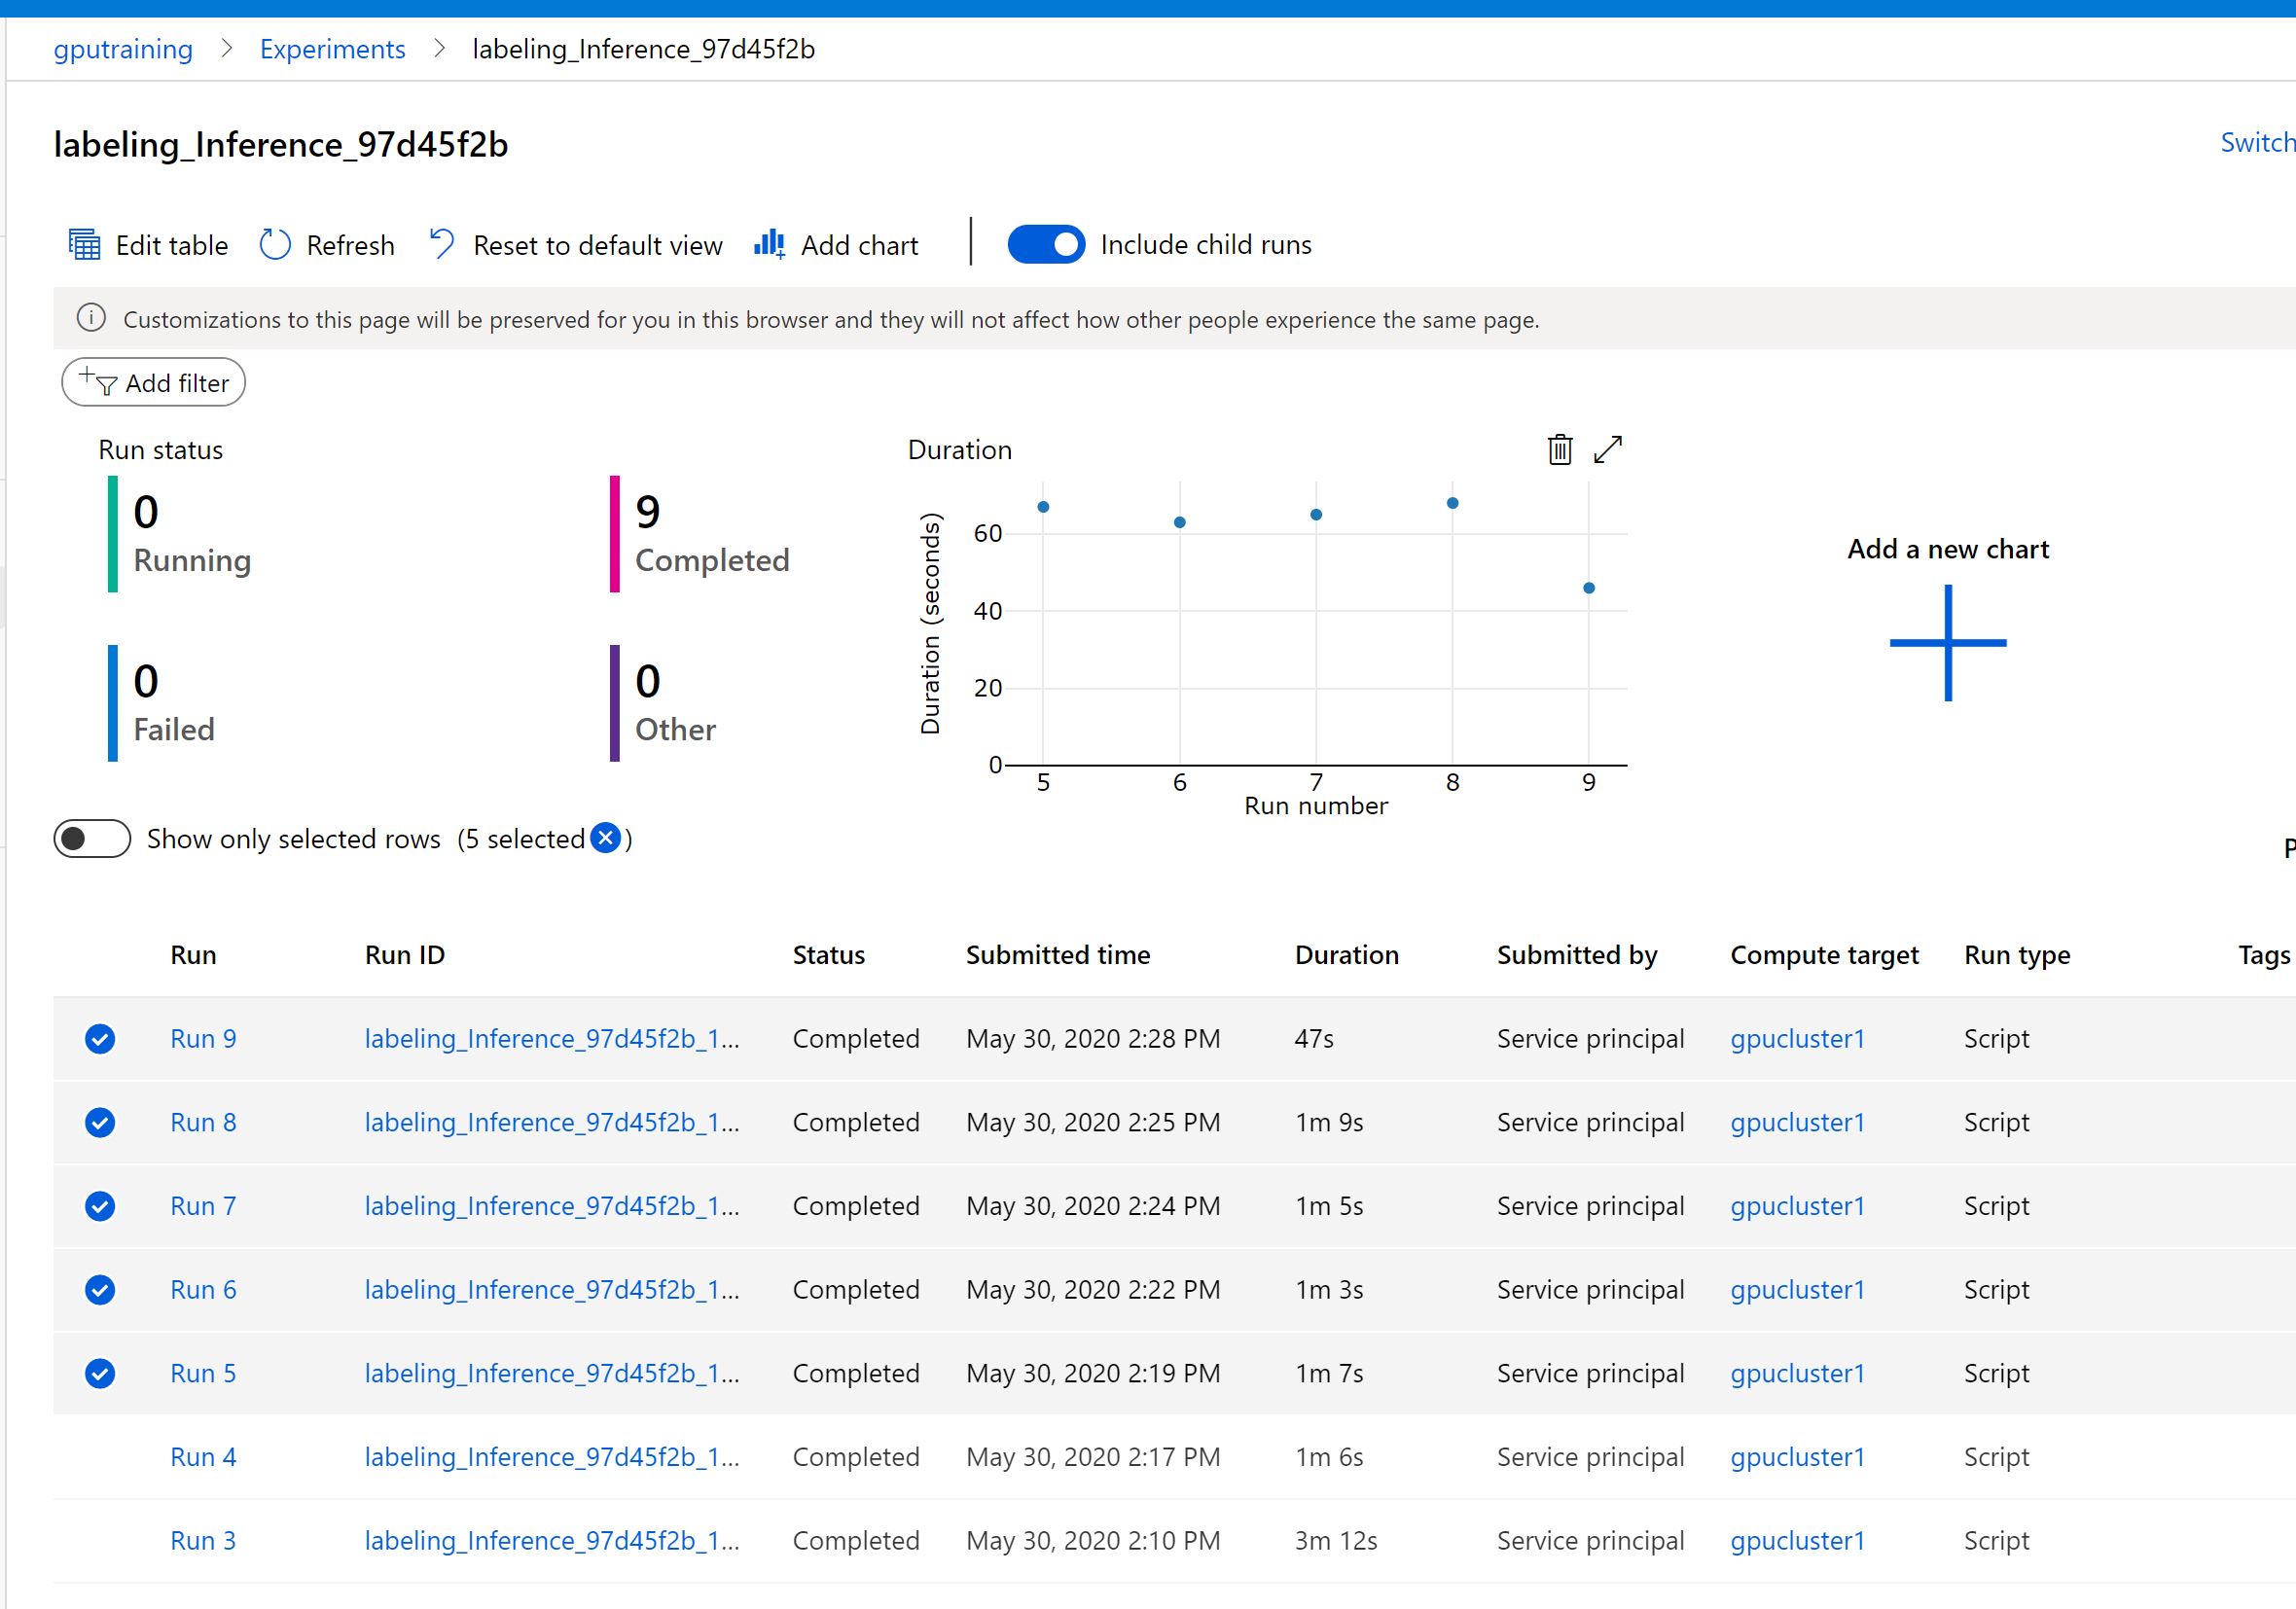 gputraining > Experiments > labeling_Inference_97d45f2b
labeling_Inference_97d45f2b
Switch
Edit table Refresh Reset to default view Add chart Include child runs
Customizations to this page will be preserved for you in this browser and they will not affect how other people experience the same page.
Add filter
Run status
0
Running
9
Completed
0
Failed
0
Other
Duration
Duration (seconds)
60
40
20
0
5 6 7 8 9
Run number
Add a new chart
Show only selected rows (5 selected )
P
Run Run ID Status Submitted time Duration Submitted by Compute target Run type Tags
Run 9 labeling_Inference_97d45f2b_1... Completed May 30, 2020 2:28 PM 47s Service principal gpucluster1 Script
Run 8 labeling_Inference_97d45f2b_1... Completed May 30, 2020 2:25 PM 1m 9s Service principal gpucluster1 Script
Run 7 labeling_Inference_97d45f2b_1... Completed May 30, 2020 2:24 PM 1m 5s Service principal gpucluster1 Script
Run 6 labeling_Inference_97d45f2b_1... Completed May 30, 2020 2:22 PM 1m 3s Service principal gpucluster1 Script
Run 5 labeling_Inference_97d45f2b_1... Completed May 30, 2020 2:19 PM 1m 7s Service principal gpucluster1 Script
Run 4 labeling_Inference_97d45f2b_1... Completed May 30, 2020 2:17 PM 1m 6s Service principal gpucluster1 Script
Run 3 labeling_Inference_97d45f2b_1... Completed May 30, 2020 2:10 PM 3m 12s Service principal gpucluster1 Script